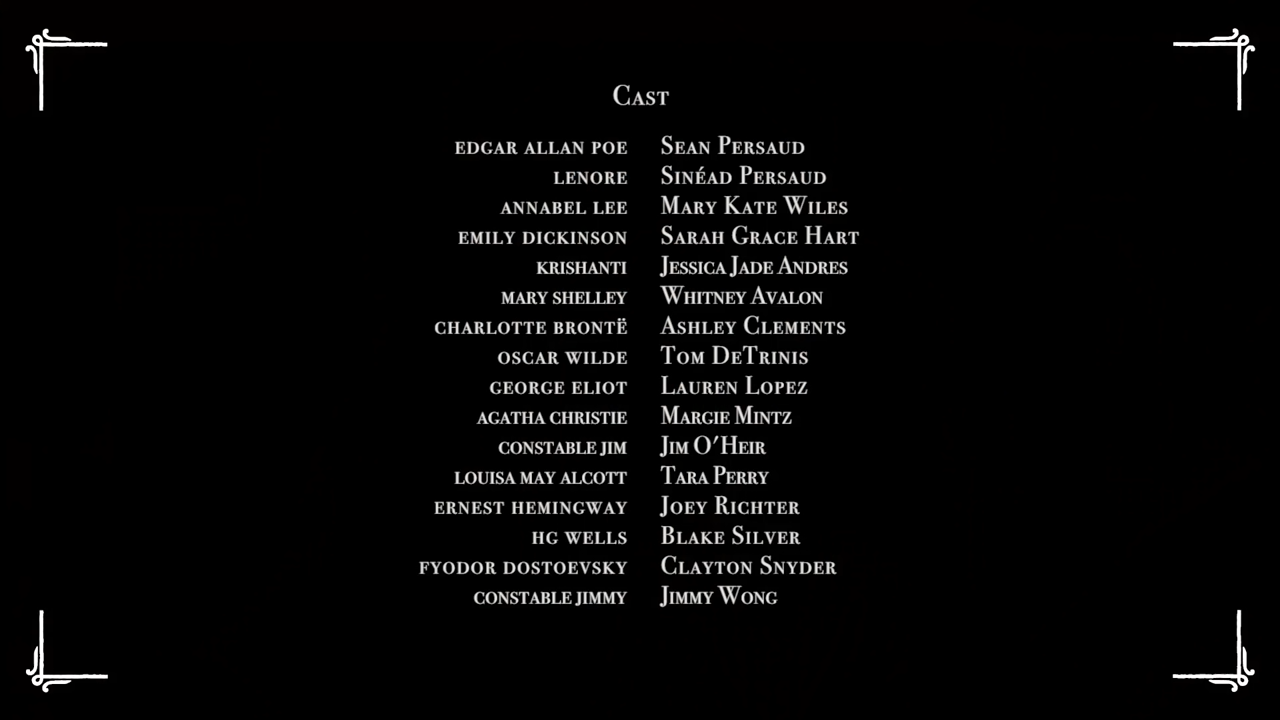 Cast
EDGAR ALLAN POE Sean Persaud
LENORE Sinéad Persaud
ANNABEL LEE Mary Kate Wiles
EMILY DICKINSON Sarah Grace Hart
KRISHANTI Jessica Jade Andres
MARY SHELLEY Whitney Avalon
CHARLOTTE BRONTË Ashley Clements
OSCAR WILDE Tom DeTrinis
GEORGE ELIOT Lauren Lopez
AGATHA CHRISTIE Margie Mintz
CONSTABLE JIM Jim O'Heir
LOUISA MAY ALCOTT Tara Perry
ERNEST HEMINGWAY Joey Richter
HG WELLS Blake Silver
FYODOR DOSTOEVSKY Clayton Snyder
CONSTABLE JIMMY Jimmy Wong